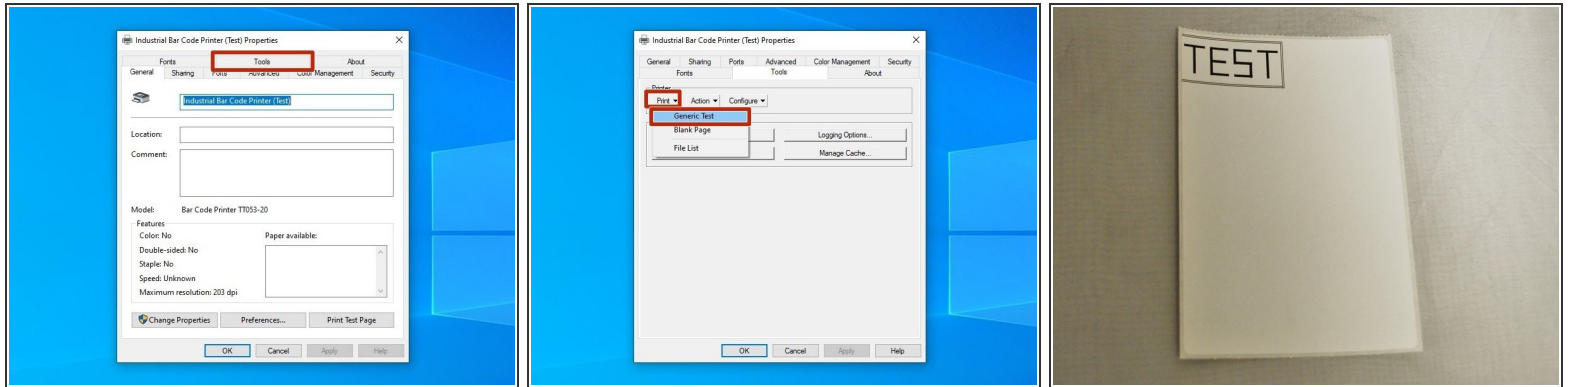 Industrial Bar Code Printer (Test) Properties
Fonts Tools About
General Sharing Ports Advanced Color Management Security
Industrial Bar Code Printer (Test)
Location:
Comment:
Model: Bar Code Printer TT053-20
Features
Color: No Paper available:
Double-sided: No
Staple: No
Speed: Unknown
Maximum resolution: 203 dpi
Change Properties Preferences... Print Test Page
OK Cancel Apply Help
Industrial Bar Code Printer (Test) Properties
General Sharing Ports Advanced Color Management Security
Fonts Tools About
Printer
Print Action Configure
Generic Test
Blank Page
File List
Logging Options...
Manage Cache...
OK Cancel Apply Help
TEST